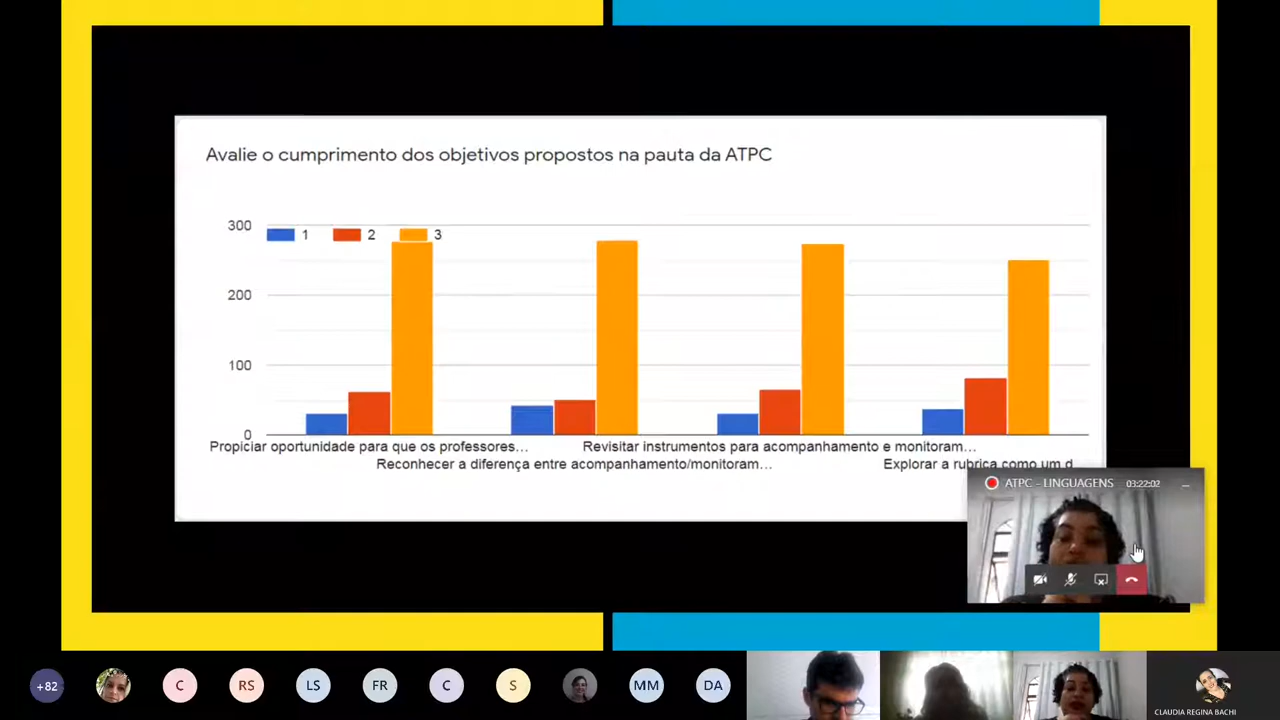 Avalie o cumprimento dos objetivos propostos na pauta da ATPC
300
1 2 3
200
100
0
Propiciar oportunidade para que os professores…
Revisitar instrumentos para acompanhamento e monitoram…
Reconhecer a diferença entre acompanhamento/monitoram…
Explorar a rubrica como um d
ATPC - LINGUAGENS 03:22:02
+82 C RS LS FR C S MM DA
CLAUDIA REGINA BACHI